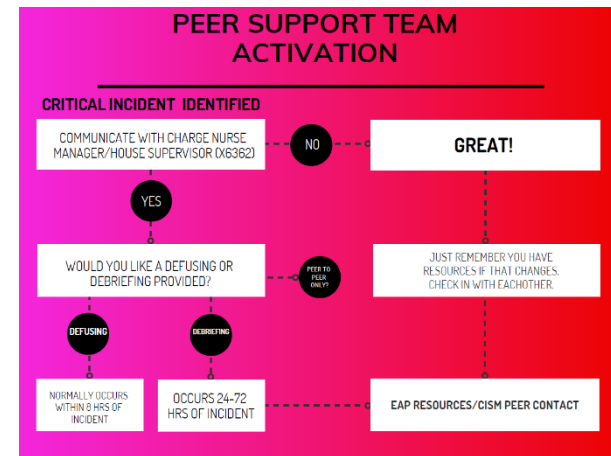 PEER SUPPORT TEAM
ACTIVATION
CRITICAL INCIDENT IDENTIFIED
COMMUNICATE WITH CHARGE NURSE
MANAGER/HOUSE SUPERVISOR (X6362)
NO
GREAT!
YES
WOULD YOU LIKE A DEFUSING OR
DEBRIEFING PROVIDED?
PEER TO
PEER
ONLY?
JUST REMEMBER YOU HAVE
RESOURCES IF THAT CHANGES.
CHECK IN WITH EACHOTHER.
DEFUSING
DEBRIEFING
NORMALLY OCCURS
WITHIN 8 HRS OF
INCIDENT
OCCURS 24-72
HRS OF INCIDENT
EAP RESOURCES/CISM PEER CONTACT